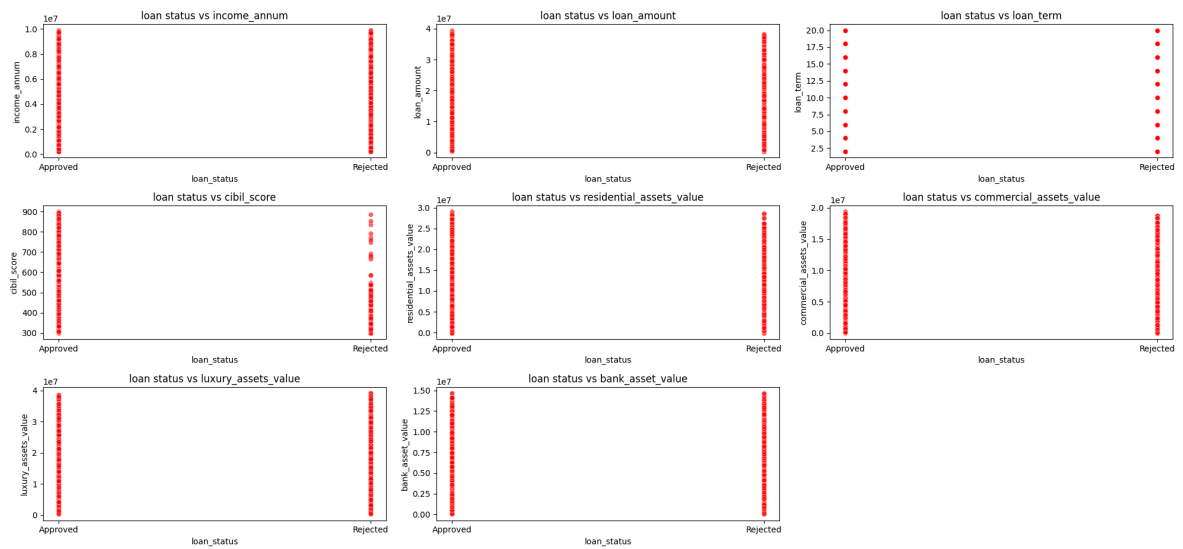 loan status vs income_annum
1e7
1.0
0.8
0.6
0.4
0.2
0.0
income_annum
Approved
Rejected
loan_status
loan status vs loan_amount
1e7
4
3
2
1
0
loan_amount
Approved
Rejected
loan_status
loan status vs loan_term
20.0
17.5
15.0
12.5
10.0
7.5
5.0
2.5
loan_term
Approved
Rejected
loan_status
loan status vs cibil_score
900
800
700
600
500
400
300
cibil_score
Approved
Rejected
loan_status
loan status vs residential_assets_value
1e7
3.0
2.5
2.0
1.5
1.0
0.5
0.0
residential_assets_value
Approved
Rejected
loan_status
loan status vs commercial_assets_value
1e7
2.0
1.5
1.0
0.5
0.0
commercial_assets_value
Approved
Rejected
loan_status
loan status vs luxury_assets_value
1e7
4
3
2
1
0
luxury_assets_value
Approved
Rejected
loan_status
loan status vs bank_asset_value
1e7
1.50
1.25
1.00
0.75
0.50
0.25
0.00
bank_asset_value
Approved
Rejected
loan_status